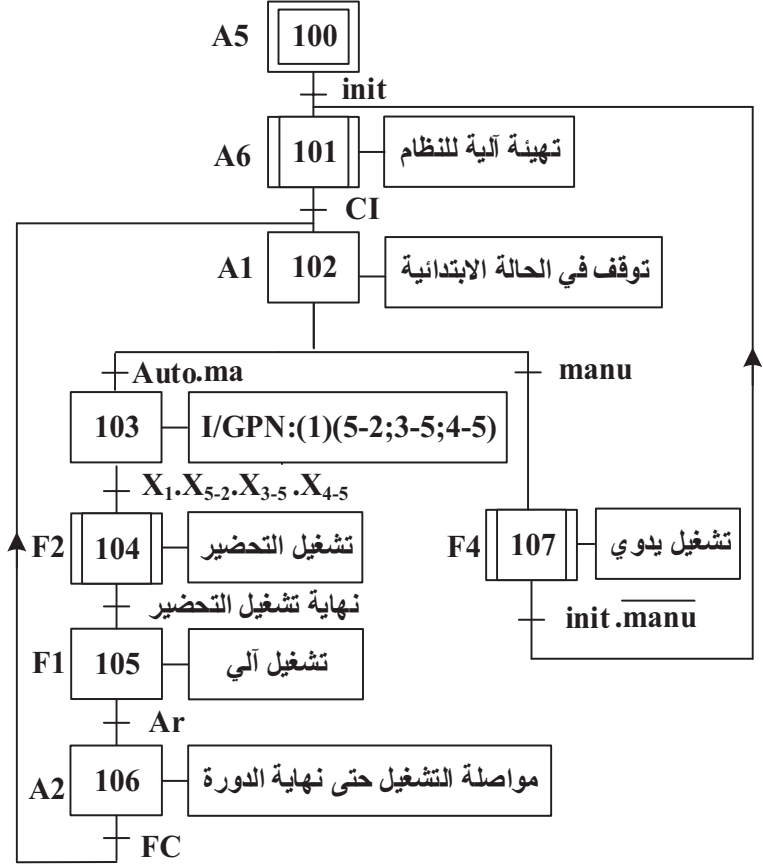 A5 100
init
A6 101 تهيئة آلية للنظام
CI
A1 102 توقف في الحالة الابتدائية
Auto.ma manu
103 I/GPN:(1)(5-2;3-5;4-5)
X₁.X₅₋₂.X₃₋₅.X₄₋₅
F2 104 تشغيل التحضير F4 107 تشغيل يدوي
نهاية تشغيل التحضير init.m̅a̅n̅u̅
F1 105 تشغيل آلي
Ar
A2 106 مواصلة التشغيل حتى نهاية الدورة
FC